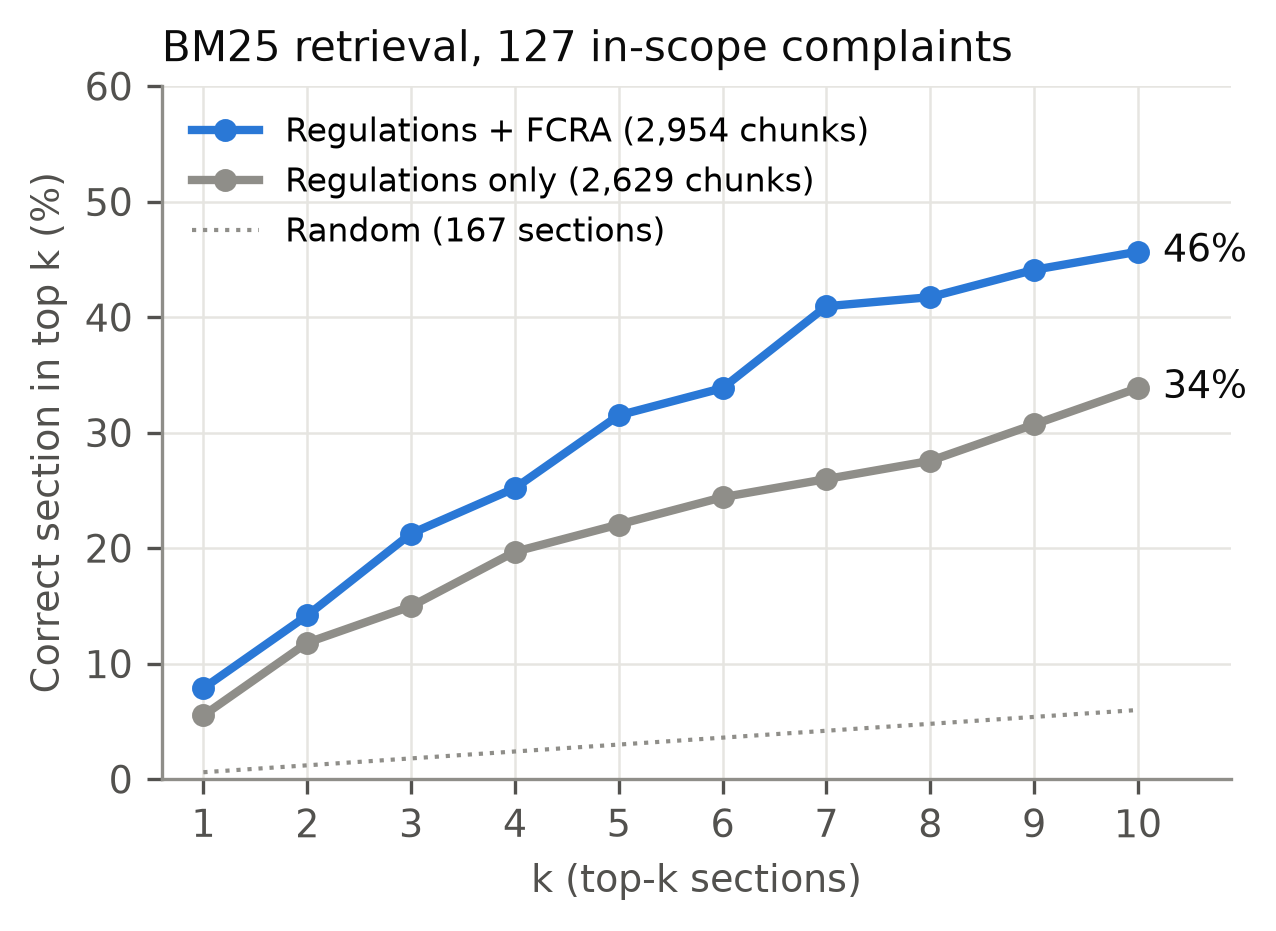 BM25 retrieval, 127 in-scope complaints
Correct section in top k (%)
60
50
40
30
20
10
0
Regulations + FCRA (2,954 chunks)
Regulations only (2,629 chunks)
Random (167 sections)
46%
34%
1 2 3 4 5 6 7 8 9 10
k (top-k sections)